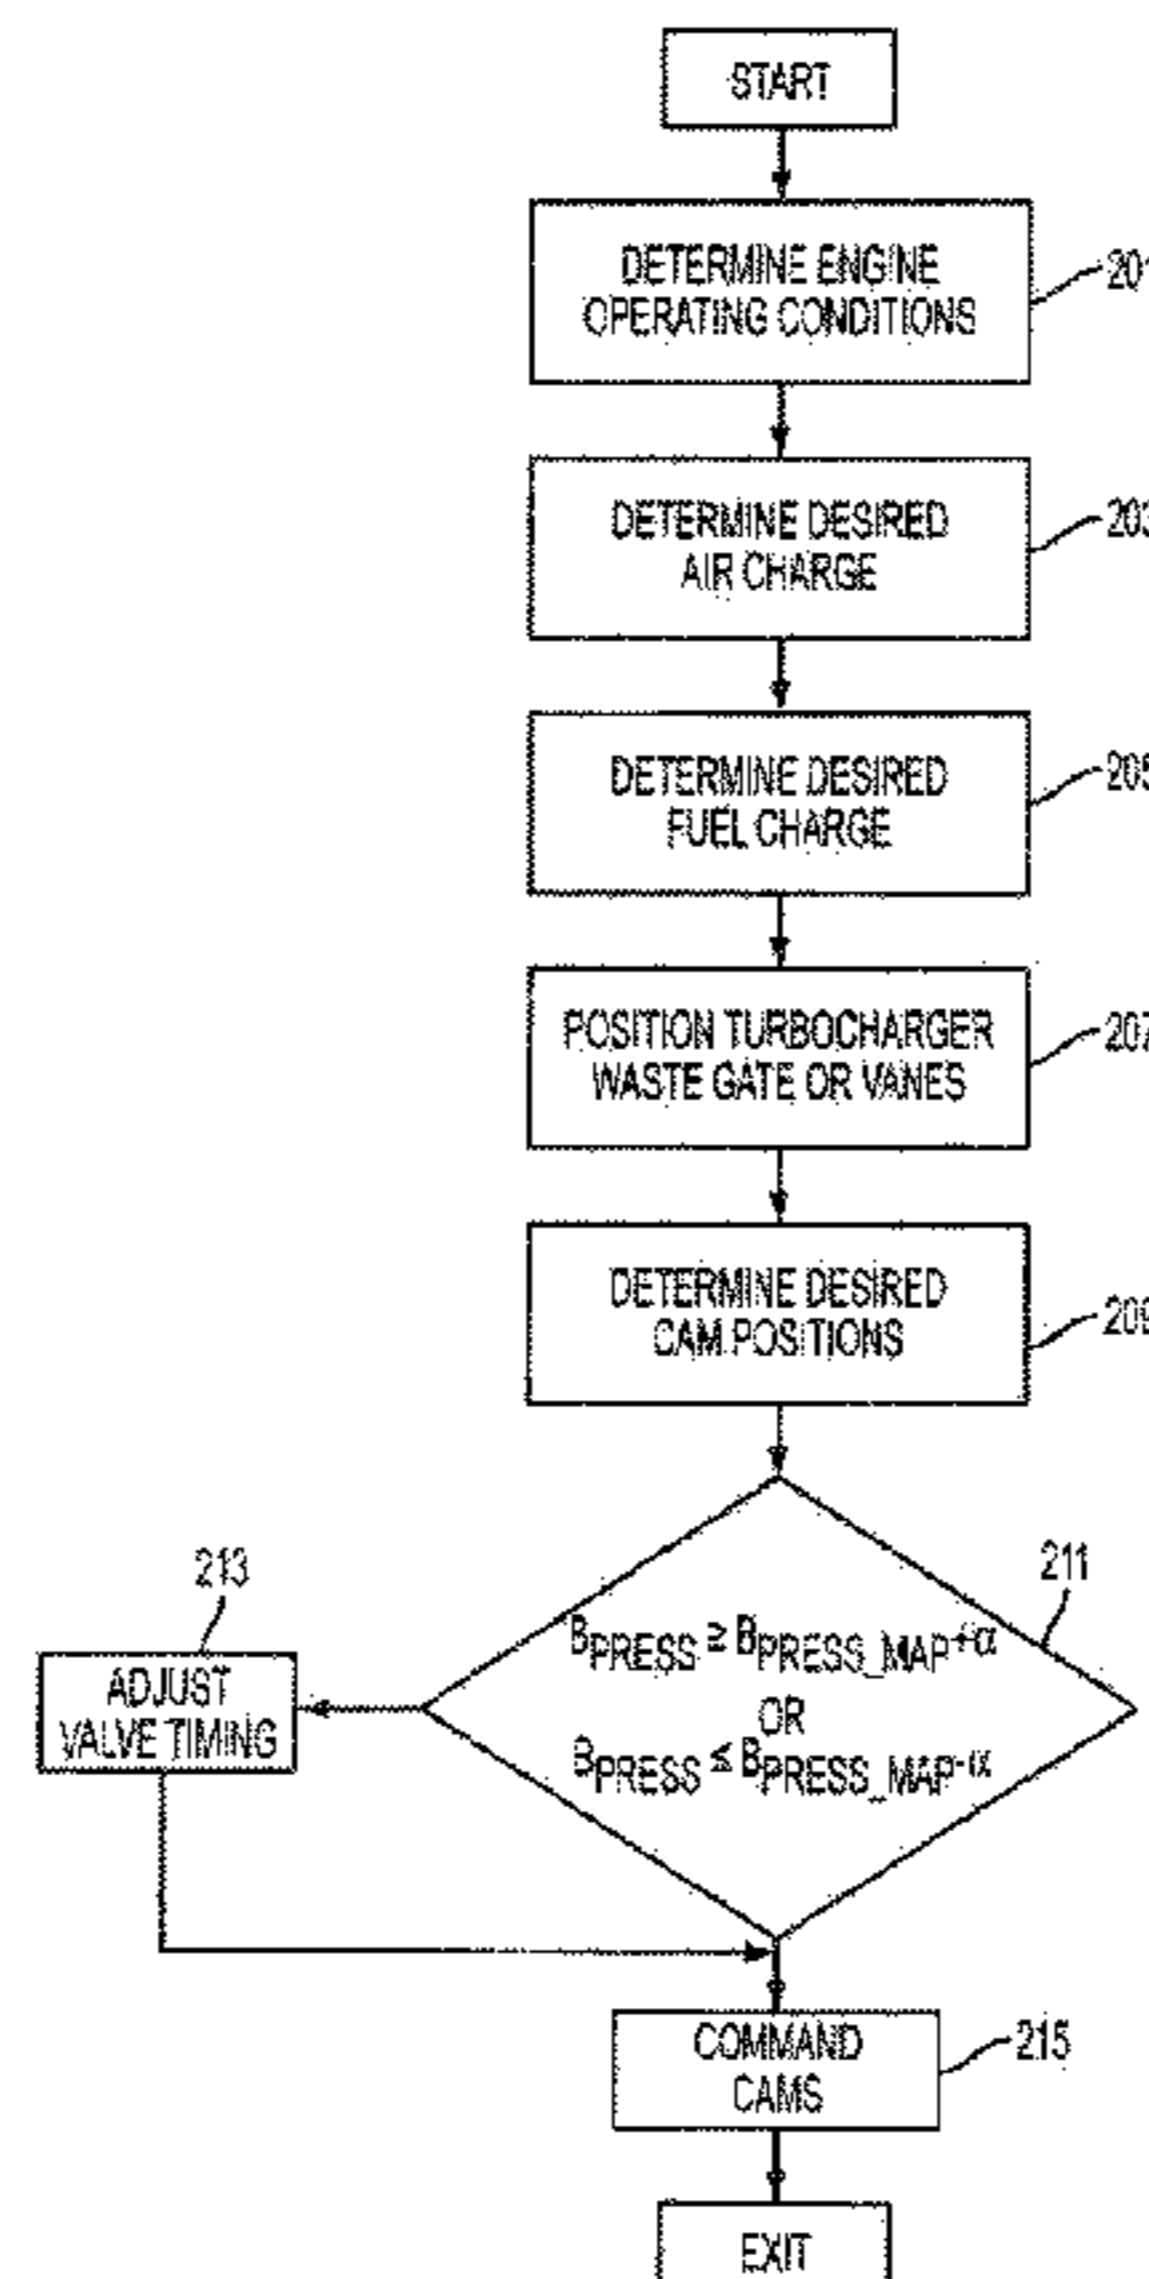 START
DETERMINE ENGINE
OPERATING CONDITIONS
201
DETERMINE DESIRED
AIR CHARGE
203
DETERMINE DESIRED
FUEL CHARGE
205
POSITION TURBOCHARGER
WASTE GATE OR VANES
207
DETERMINE DESIRED
CAM POSITIONS
209
211
BPRESS ≥ BPRESS_MAP+α
OR
BPRESS ≤ BPRESS_MAP-α
213
ADJUST
VALVE TIMING
COMMAND
CAMS
215
EXIT